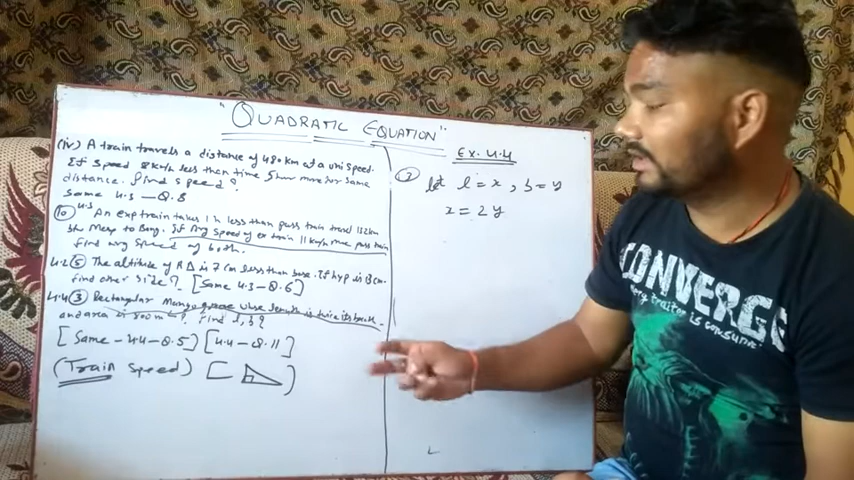 "QUADRATIC EQUATION"
(iv) A train travels a distance of 480 km at a uni speed.
If speed 8 km/h less than time 3 hour more for same
distance. find speed?
Same 4.3 – Q.8
(10) 4.3 An exp train takes 1 h less than pass train travel 132 km
b/w Mesp to Bang. If Avg Speed of ex train 11 km/h more pass train
find avg speed of both.
4.2 (5) The altitude of R Δ is 7 cm less than base. If hyp is 13 cm.
find other side? [Same 4.3 – Q.6]
4.4 (3) Rectangular Mango grove whose length is twice its breath
and area is 800 m². find l, b?
[Same – 4.4 – Q.5] [4.4 – Q.11]
(Train Speed)
Ex. 4.4
let l = x, b = y
x = 2y
CONVERGE
Every traitor is consumable...